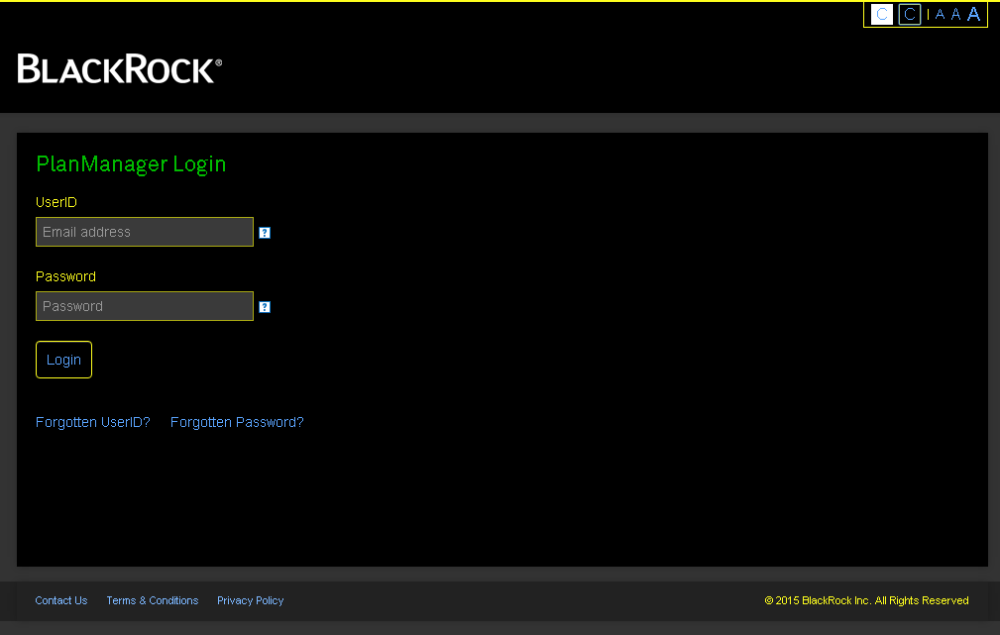 C C | A A A
BLACKROCK®
PlanManager Login
UserID
Email address ?
Password
Password ?
Login
Forgotten UserID? Forgotten Password?
Contact Us Terms & Conditions Privacy Policy © 2015 BlackRock Inc. All Rights Reserved